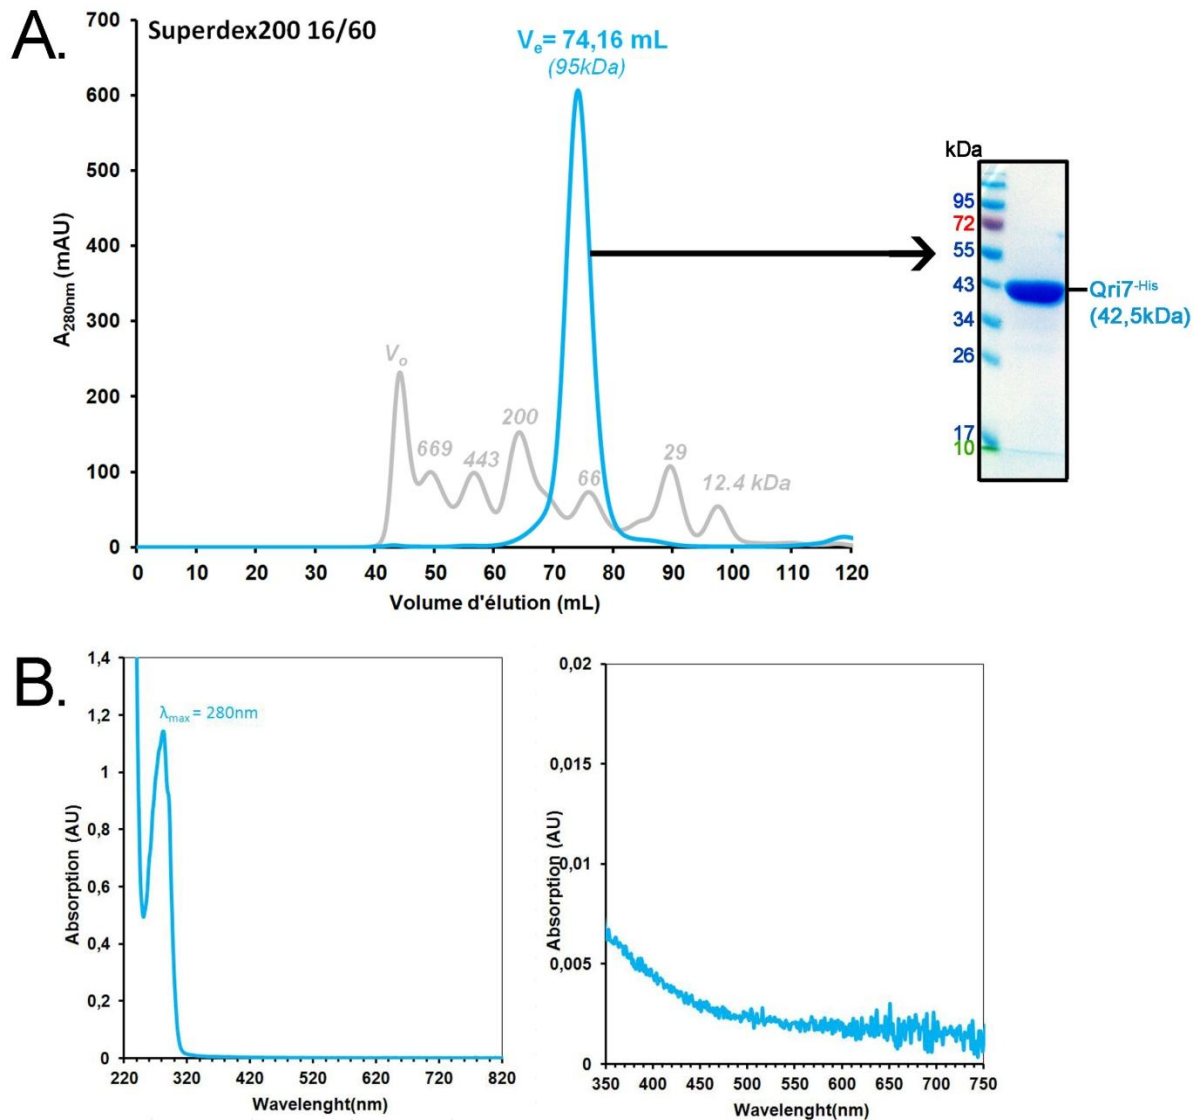 A.
Superdex200 16/60
Ve= 74,16 mL
(95kDa)
A280nm (mAU)
700
600
500
400
300
200
100
0
Vo
669
443
200
66
29
12.4 kDa
0 10 20 30 40 50 60 70 80 90 100 110 120
Volume d'élution (mL)
kDa
95
72
55
43
34
26
17
10
Qri7-His
(42,5kDa)
B.
Absorption (AU)
1,4
1,2
1
0,8
0,6
0,4
0,2
0
λmax = 280nm
220 320 420 520 620 720 820
Wavelenght(nm)
Absorption (AU)
0,02
0,015
0,01
0,005
0
350 400 450 500 550 600 650 700 750
Wavelenght(nm)